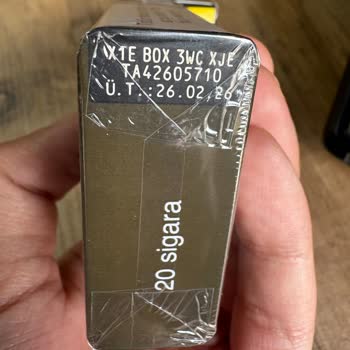 XTE BOX 3WC XJE
TA42605710
Ü.T.:26.02.26
20 sigara